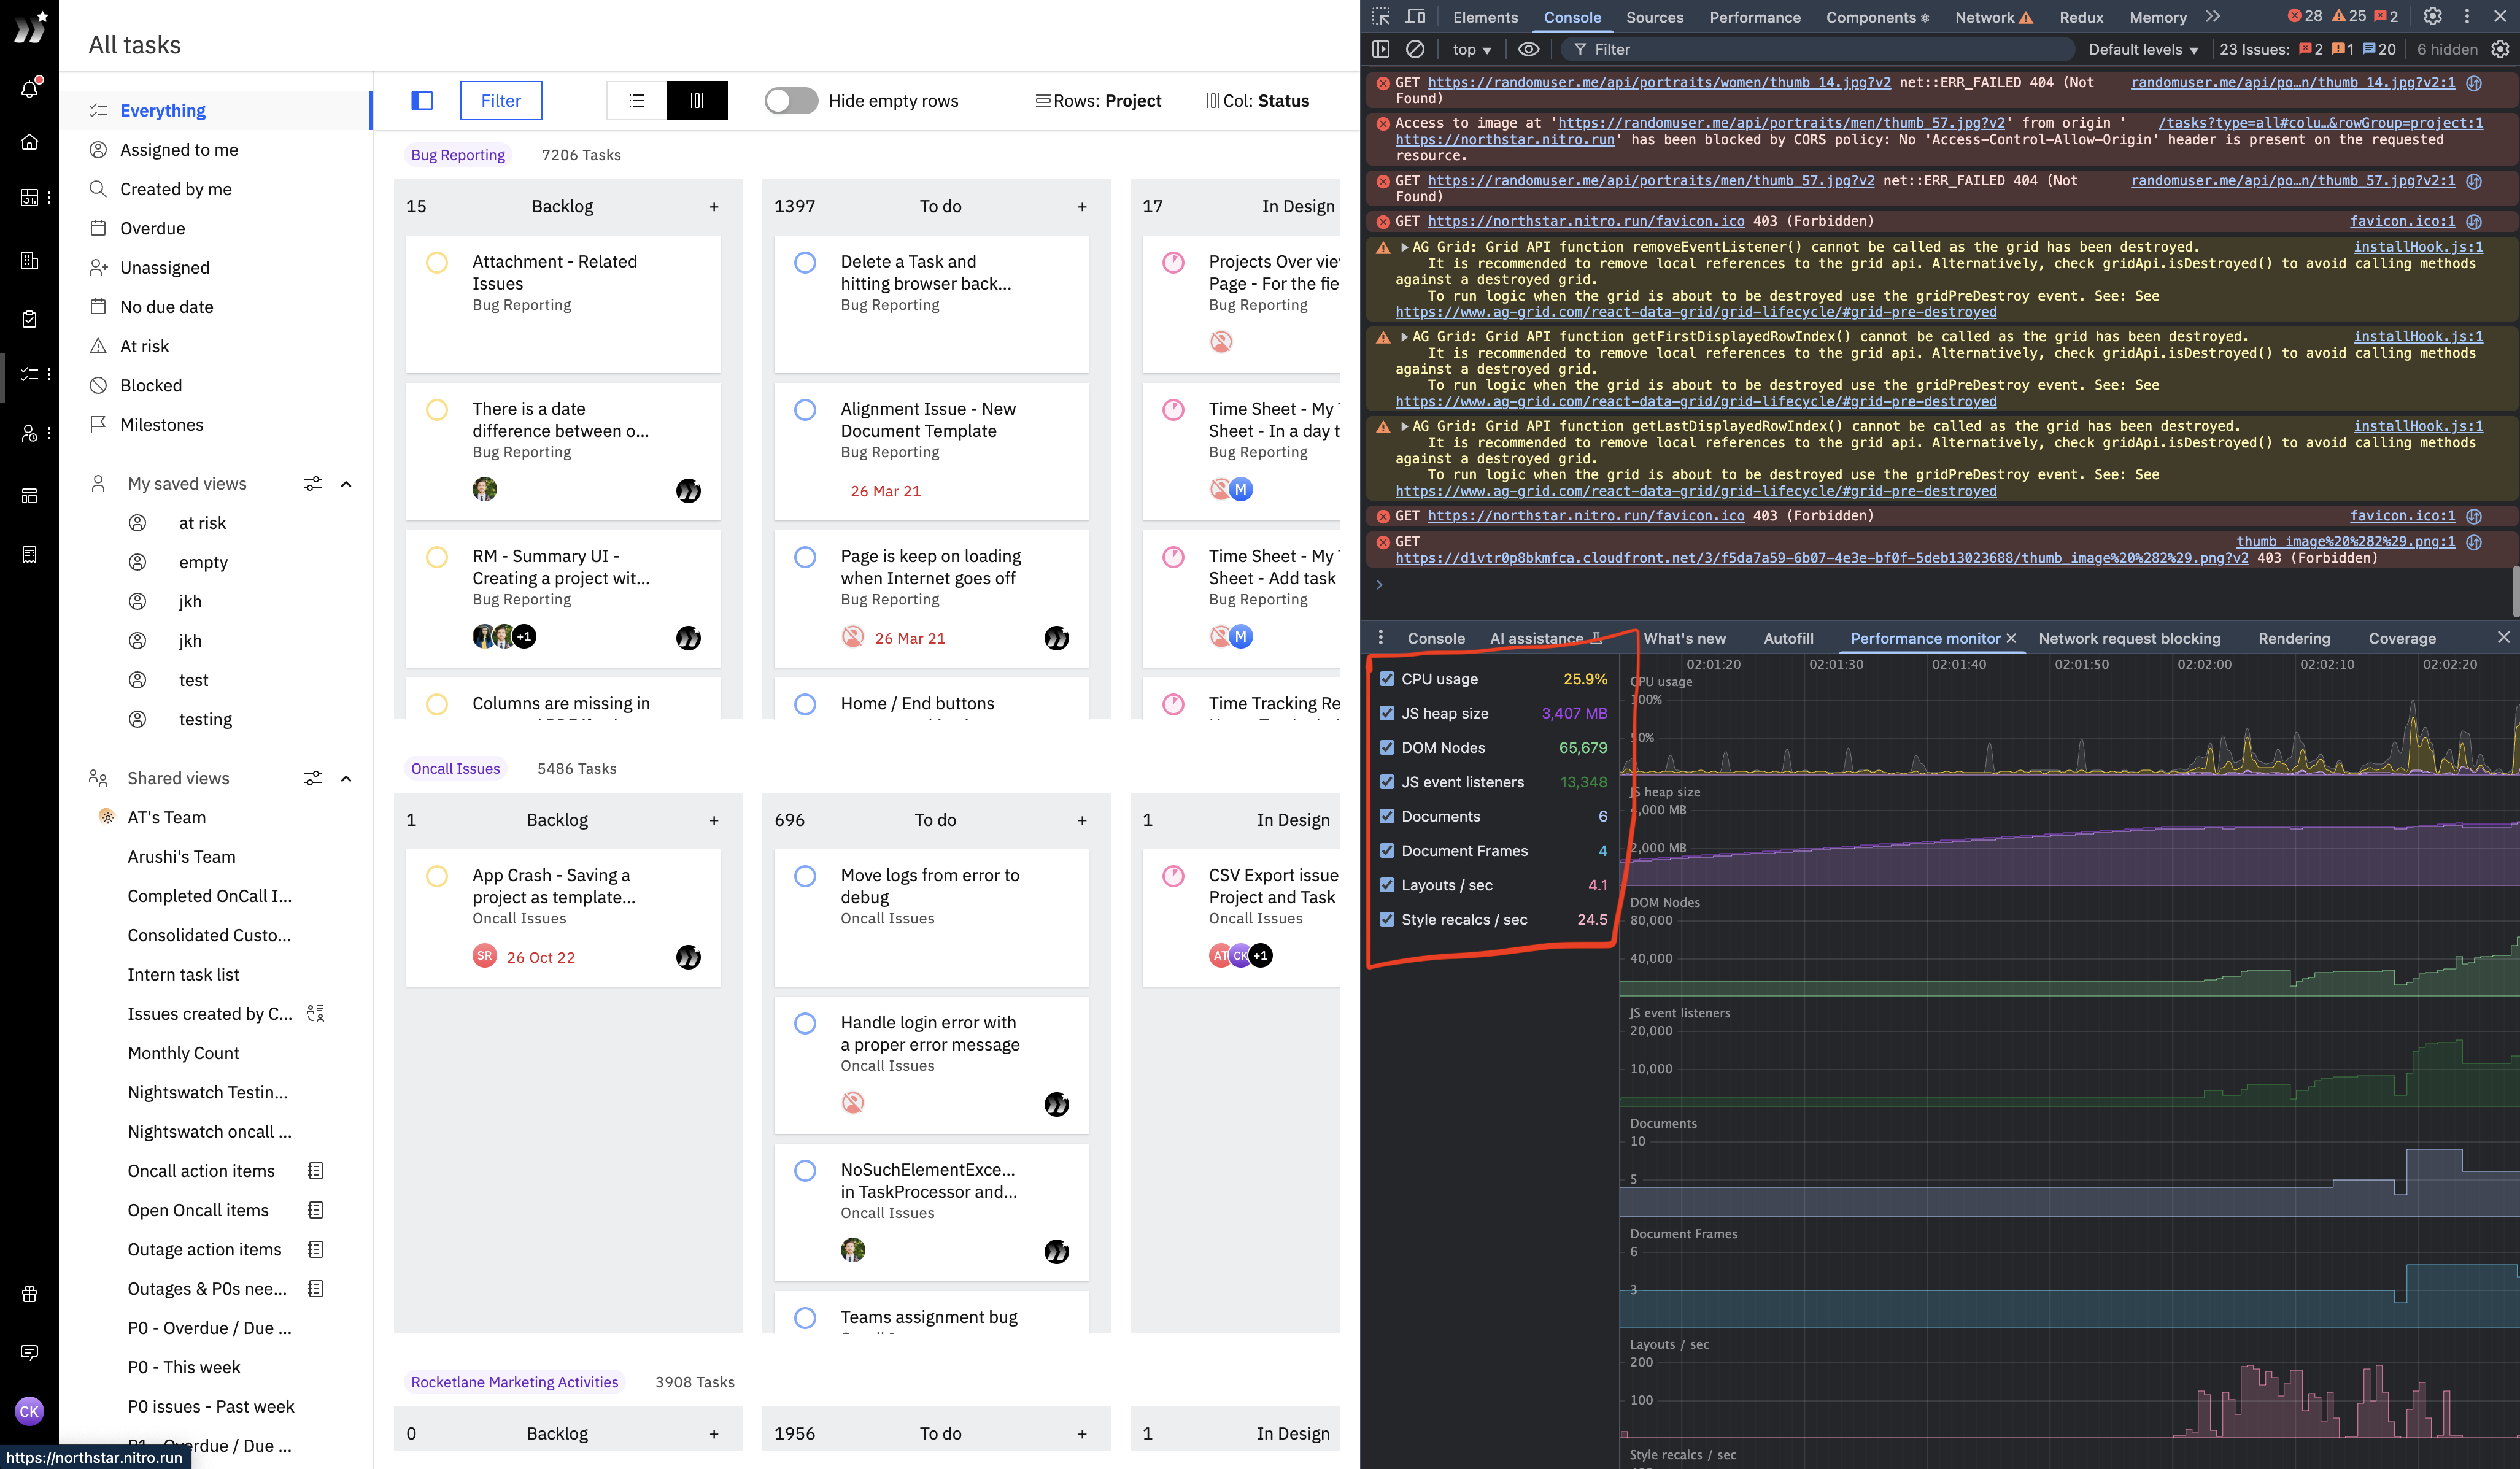 All tasks
Everything
Assigned to me
Created by me
Overdue
Unassigned
No due date
At risk
Blocked
Milestones
My saved views
at risk
empty
jkh
jkh
test
testing
Shared views
AT's Team
Arushi's Team
Completed OnCall I...
Consolidated Custo...
Intern task list
Issues created by C...
Monthly Count
Nightswatch Testin...
Nightswatch oncall ...
Oncall action items
Open Oncall items
Outage action items
Outages & P0s nee...
P0 - Overdue / Due ...
P0 - This week
P0 issues - Past week
P1 - Overdue / Due ...
CK
https://northstar.nitro.run
Filter
Hide empty rows
Rows: Project
Col: Status
Bug Reporting 7206 Tasks
15 Backlog +
Attachment - Related
Issues
Bug Reporting
There is a date
difference between o...
Bug Reporting
RM - Summary UI -
Creating a project wit...
Bug Reporting
+1
Columns are missing in
1397 To do +
Delete a Task and
hitting browser back...
Bug Reporting
Alignment Issue - New
Document Template
Bug Reporting
26 Mar 21
Page is keep on loading
when Internet goes off
Bug Reporting
26 Mar 21
Home / End buttons
17 In Design
Projects Over vie
Page - For the fie
Bug Reporting
Time Sheet - My
Sheet - In a day t
Bug Reporting
M
Time Sheet - My
Sheet - Add task
Bug Reporting
M
Time Tracking Re
Oncall Issues 5486 Tasks
1 Backlog +
App Crash - Saving a
project as template...
Oncall Issues
SR 26 Oct 22
696 To do +
Move logs from error to
debug
Oncall Issues
Handle login error with
a proper error message
Oncall Issues
NoSuchElementExce...
in TaskProcessor and...
Oncall Issues
Teams assignment bug
1 In Design
CSV Export issue
Project and Task
Oncall Issues
AT CK +1
Rocketlane Marketing Activities 3908 Tasks
0 Backlog +
1956 To do +
1 In Design
Elements Console Sources Performance Components Network Redux Memory 28 25 2
top Filter Default levels 23 Issues: 2 1 20 6 hidden
GET https://randomuser.me/api/portraits/women/thumb_14.jpg?v2 net::ERR_FAILED 404 (Not randomuser.me/api/po…n/thumb_14.jpg?v2:1
Found)
Access to image at 'https://randomuser.me/api/portraits/men/thumb_57.jpg?v2' from origin ' /tasks?type=all#colu…&rowGroup=project:1
https://northstar.nitro.run' has been blocked by CORS policy: No 'Access-Control-Allow-Origin' header is present on the requested
resource.
GET https://randomuser.me/api/portraits/men/thumb_57.jpg?v2 net::ERR_FAILED 404 (Not randomuser.me/api/po…n/thumb_57.jpg?v2:1
Found)
GET https://northstar.nitro.run/favicon.ico 403 (Forbidden) favicon.ico:1
AG Grid: Grid API function removeEventListener() cannot be called as the grid has been destroyed. installHook.js:1
It is recommended to remove local references to the grid api. Alternatively, check gridApi.isDestroyed() to avoid calling methods
against a destroyed grid.
To run logic when the grid is about to be destroyed use the gridPreDestroy event. See: See
https://www.ag-grid.com/react-data-grid/grid-lifecycle/#grid-pre-destroyed
AG Grid: Grid API function getFirstDisplayedRowIndex() cannot be called as the grid has been destroyed. installHook.js:1
It is recommended to remove local references to the grid api. Alternatively, check gridApi.isDestroyed() to avoid calling methods
against a destroyed grid.
To run logic when the grid is about to be destroyed use the gridPreDestroy event. See: See
https://www.ag-grid.com/react-data-grid/grid-lifecycle/#grid-pre-destroyed
AG Grid: Grid API function getLastDisplayedRowIndex() cannot be called as the grid has been destroyed. installHook.js:1
It is recommended to remove local references to the grid api. Alternatively, check gridApi.isDestroyed() to avoid calling methods
against a destroyed grid.
To run logic when the grid is about to be destroyed use the gridPreDestroy event. See: See
https://www.ag-grid.com/react-data-grid/grid-lifecycle/#grid-pre-destroyed
GET https://northstar.nitro.run/favicon.ico 403 (Forbidden) favicon.ico:1
GET thumb_image%20%282%29.png:1
https://d1vtr0p8bkmfca.cloudfront.net/3/f5da7a59-6b07-4e3e-bf0f-5deb13023688/thumb_image%20%282%29.png?v2 403 (Forbidden)
Console AI assistance What's new Autofill Performance monitor Network request blocking Rendering Coverage
CPU usage 25.9%
JS heap size 3,407 MB
DOM Nodes 65,679
JS event listeners 13,348
Documents 6
Document Frames 4
Layouts / sec 4.1
Style recalcs / sec 24.5
02:01:20 02:01:30 02:01:40 02:01:50 02:02:00 02:02:10 02:02:20
CPU usage
100%
50%
JS heap size
4,000 MB
2,000 MB
DOM Nodes
80,000
40,000
JS event listeners
20,000
10,000
Documents
10
5
Document Frames
6
3
Layouts / sec
200
100
Style recalcs / sec